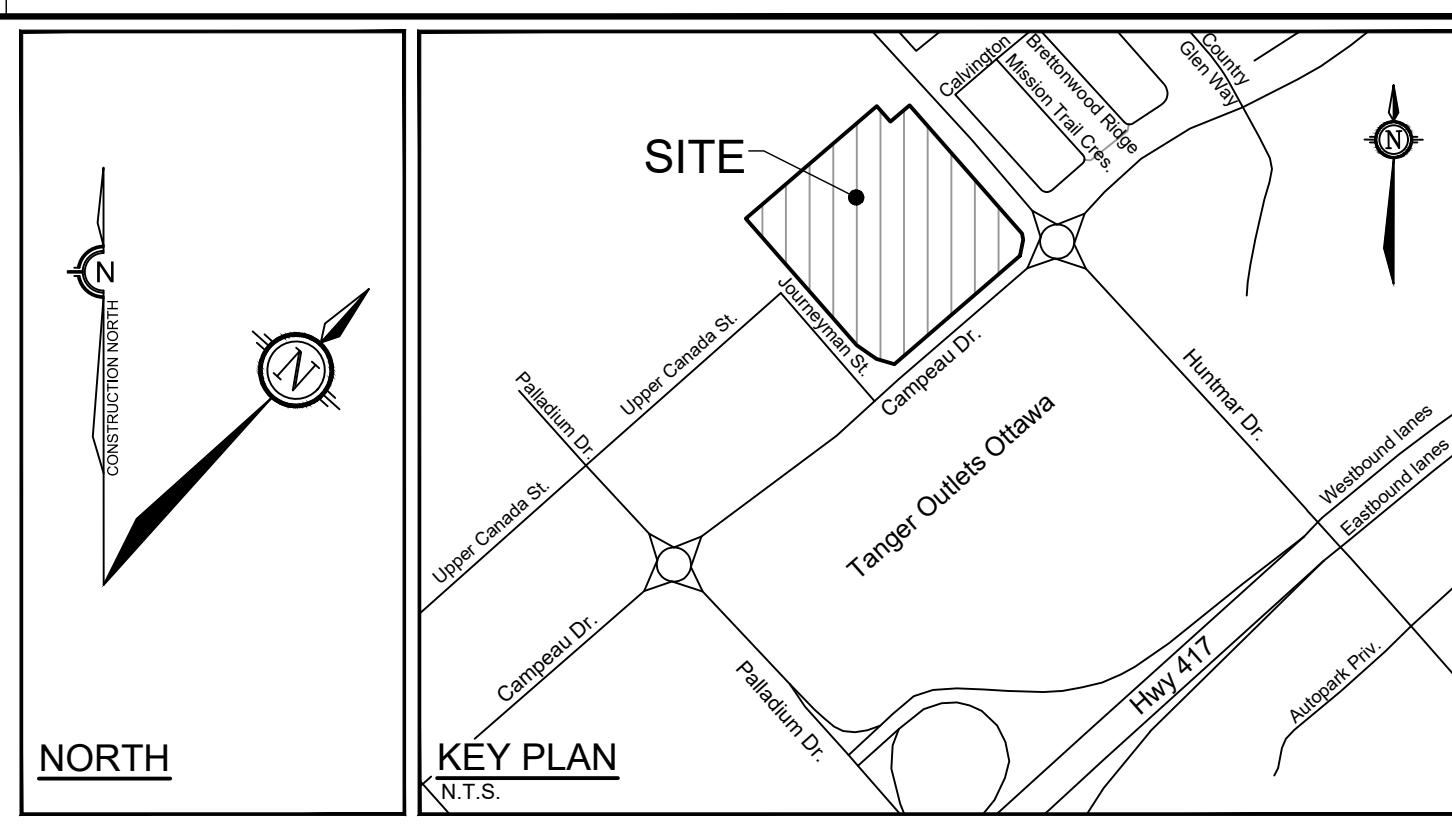 N
CONSTRUCTION NORTH
N
NORTH
Calvington
Brettonwood Ridge
Mission Trail Cres.
Country
Glen Way
N
SITE
Journeyman St.
Upper Canada St.
Palladium Dr.
Campeau Dr.
Huntmar Dr.
Tanger Outlets Ottawa
Westbound lanes
Eastbound lanes
Upper Canada St.
Campeau Dr.
Palladium Dr.
Hwy 417
Autopark Priv.
KEY PLAN
N.T.S.